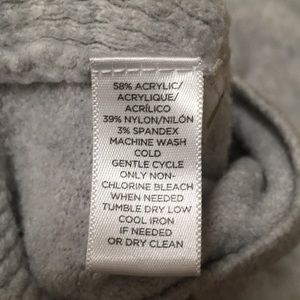 58% ACRYLIC/
ACRYLIQUE/
ACRÍLICO
39% NYLON/NILÓN
3% SPANDEX
MACHINE WASH
COLD
GENTLE CYCLE
ONLY NON-
CHLORINE BLEACH
WHEN NEEDED
TUMBLE DRY LOW
COOL IRON
IF NEEDED
OR DRY CLEAN